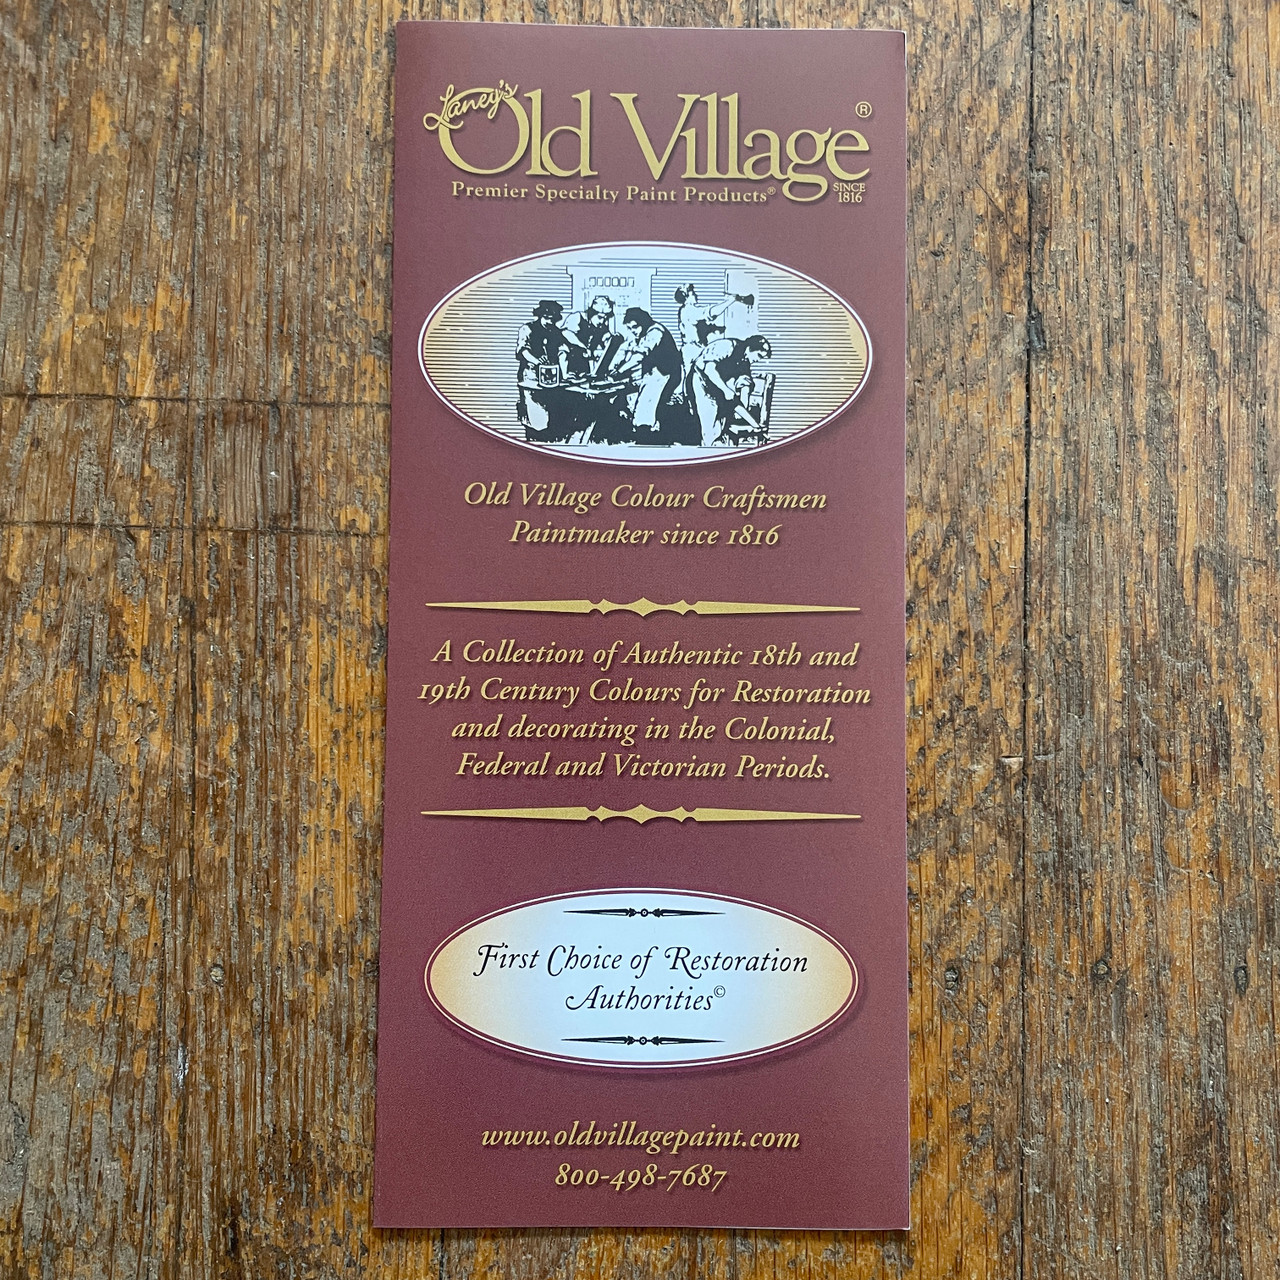 Laney's
Old Village®
Premier Specialty Paint Products®
SINCE
1816
Old Village Colour Craftsmen
Paintmaker since 1816
A Collection of Authentic 18th and
19th Century Colours for Restoration
and decorating in the Colonial,
Federal and Victorian Periods.
First Choice of Restoration
Authorities©
www.oldvillagepaint.com
800-498-7687